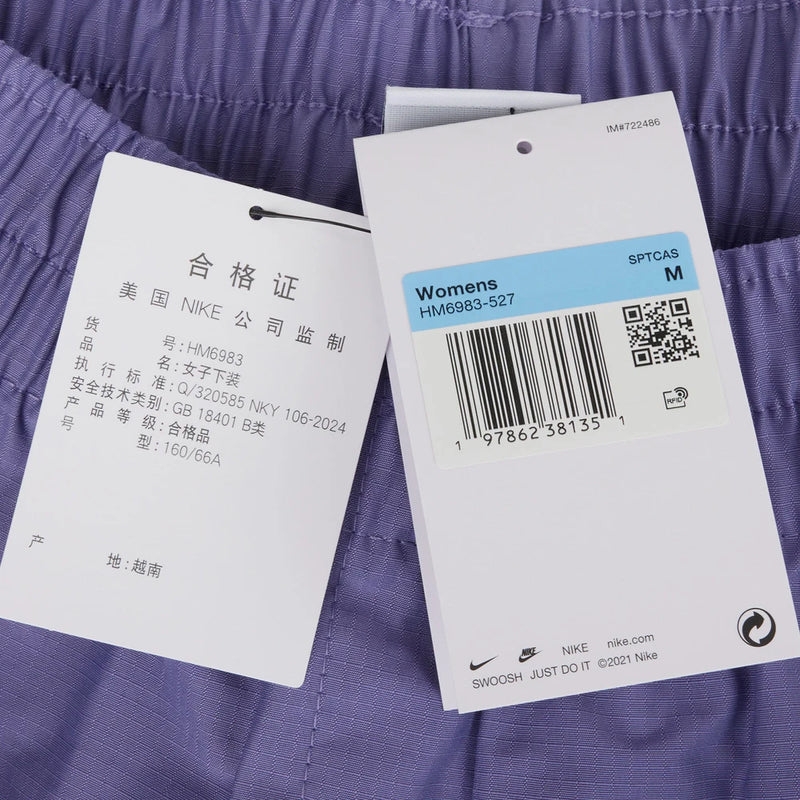 合格证
美国 NIKE 公司监制
货号:HM6983
品名:女子下装
执行标准:Q/320585 NKY 106-2024
安全技术类别:GB 18401 B类
产品等级:合格品
号型:160/66A
产地:越南
IM#722486
SPTCAS
Womens M
HM6983-527
RFID
1 97862 38135 1
NIKE nike.com
SWOOSH JUST DO IT ©2021 Nike